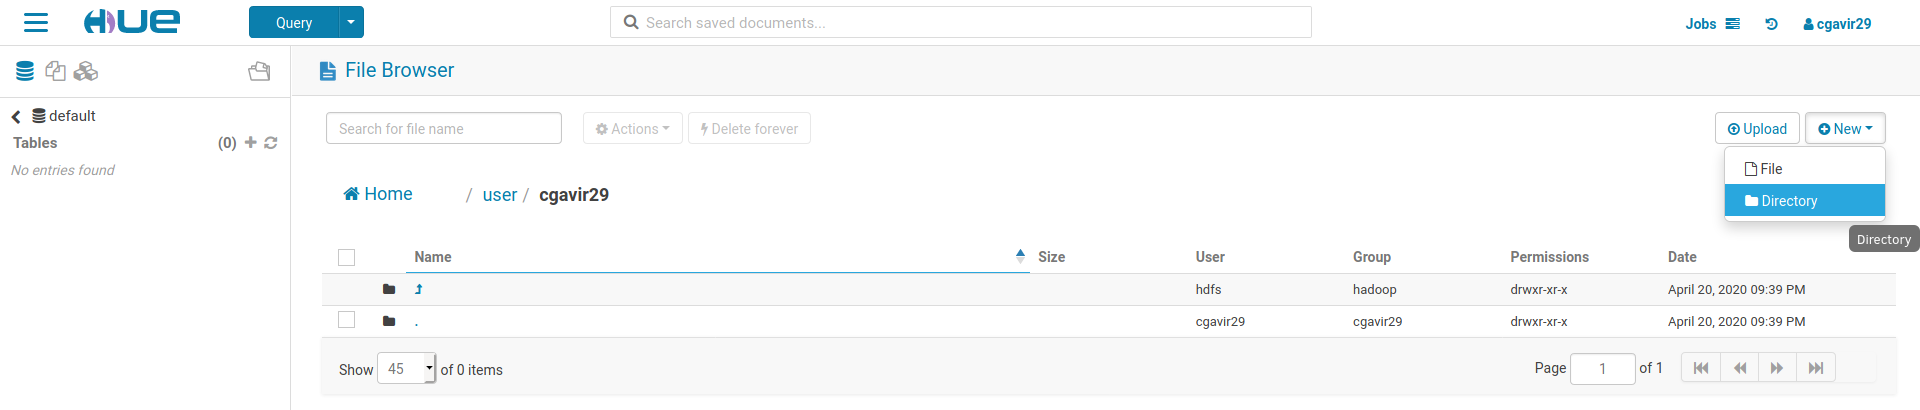 HUE Query Search saved documents... Jobs cgavir29
File Browser
default
Tables (0)
No entries found
Search for file name Actions Delete forever Upload New
File
Directory
Home / user / cgavir29
Directory
Name Size User Group Permissions Date
hdfs hadoop drwxr-xr-x April 20, 2020 09:39 PM
. cgavir29 cgavir29 drwxr-xr-x April 20, 2020 09:39 PM
Show 45 of 0 items Page 1 of 1